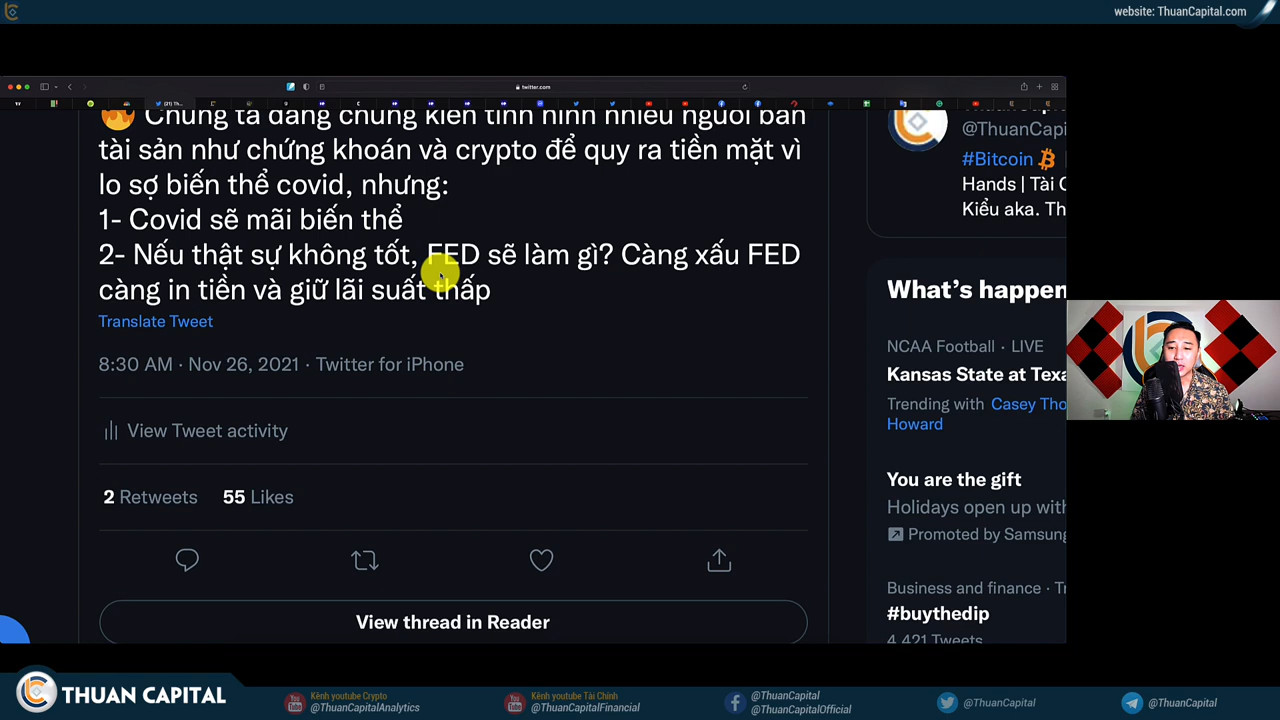 website: ThuanCapital.com
twitter.com
Chúng ta đang chứng kiến tình hình nhiều người bán
tài sản như chứng khoán và crypto để quy ra tiền mặt vì
lo sợ biến thể covid, nhưng:
1- Covid sẽ mãi biến thể
2- Nếu thật sự không tốt, FED sẽ làm gì? Càng xấu FED
càng in tiền và giữ lãi suất thấp
Translate Tweet
8:30 AM · Nov 26, 2021 · Twitter for iPhone
View Tweet activity
2 Retweets 55 Likes
View thread in Reader
@ThuanCapi
#Bitcoin
Hands | Tài C
Kiểu aka. Th
What's happen
NCAA Football · LIVE
Kansas State at Texa
Trending with Casey Tho
Howard
You are the gift
Holidays open up with
Promoted by Samsung
Business and finance · Tr
#buythedip
4,421 Tweets
THUAN CAPITAL
Kênh youtube Crypto
@ThuanCapitalAnalytics
Kênh youtube Tài Chính
@ThuanCapitalFinancial
@ThuanCapital
@ThuanCapitalOfficial
@ThuanCapital
@ThuanCapital